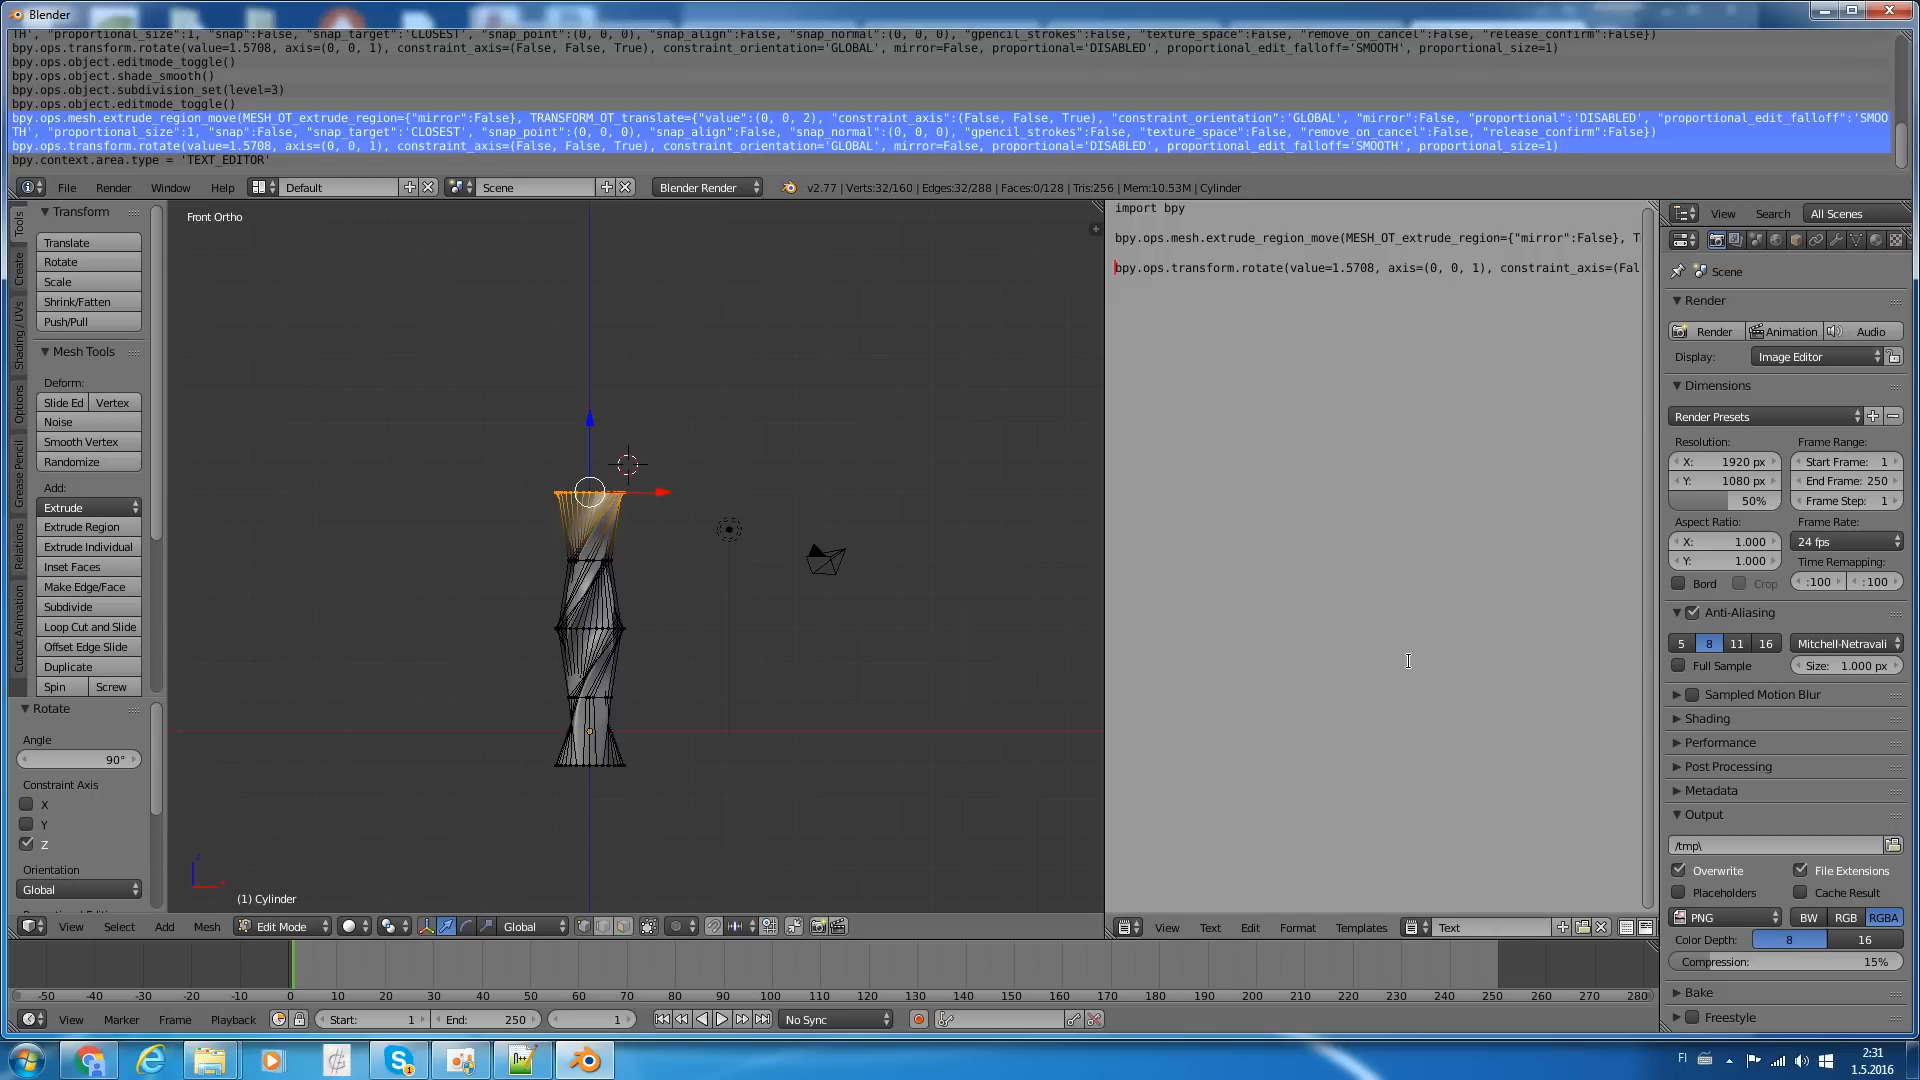 Blender
TH', "proportional_size":1, "snap":False, "snap_target":'CLOSEST', "snap_point":(0, 0, 0), "snap_align":False, "snap_normal":(0, 0, 0), "gpencil_strokes":False, "texture_space":False, "remove_on_cancel":False, "release_confirm":False})
bpy.ops.transform.rotate(value=1.5708, axis=(0, 0, 1), constraint_axis=(False, False, True), constraint_orientation='GLOBAL', mirror=False, proportional='DISABLED', proportional_edit_falloff='SMOOTH', proportional_size=1)
bpy.ops.object.editmode_toggle()
bpy.ops.object.shade_smooth()
bpy.ops.object.subdivision_set(level=3)
bpy.ops.object.editmode_toggle()
bpy.ops.mesh.extrude_region_move(MESH_OT_extrude_region={"mirror":False}, TRANSFORM_OT_translate={"value":(0, 0, 2), "constraint_axis":(False, False, True), "constraint_orientation":'GLOBAL', "mirror":False, "proportional":'DISABLED', "proportional_edit_falloff":'SMOO
TH', "proportional_size":1, "snap":False, "snap_target":'CLOSEST', "snap_point":(0, 0, 0), "snap_align":False, "snap_normal":(0, 0, 0), "gpencil_strokes":False, "texture_space":False, "remove_on_cancel":False, "release_confirm":False})
bpy.ops.transform.rotate(value=1.5708, axis=(0, 0, 1), constraint_axis=(False, False, True), constraint_orientation='GLOBAL', mirror=False, proportional='DISABLED', proportional_edit_falloff='SMOOTH', proportional_size=1)
bpy.context.area.type = 'TEXT_EDITOR'
File Render Window Help Default Scene Blender Render v2.77 | Verts:32/160 | Edges:32/288 | Faces:0/128 | Tris:256 | Mem:10.53M | Cylinder
Tools
Create
Shading / UVs
Options
Grease Pencil
Relations
Cutout Animation
Transform
Translate
Rotate
Scale
Shrink/Fatten
Push/Pull
Mesh Tools
Deform:
Slide Ed Vertex
Noise
Smooth Vertex
Randomize
Add:
Extrude
Extrude Region
Extrude Individual
Inset Faces
Make Edge/Face
Subdivide
Loop Cut and Slide
Offset Edge Slide
Duplicate
Spin Screw
Rotate
Angle
90°
Constraint Axis
X
Y
Z
Orientation
Global
Front Ortho
(1) Cylinder
View Select Add Mesh Edit Mode Global
import bpy
bpy.ops.mesh.extrude_region_move(MESH_OT_extrude_region={"mirror":False}, T
bpy.ops.transform.rotate(value=1.5708, axis=(0, 0, 1), constraint_axis=(Fal
View Text Edit Format Templates Text
View Search All Scenes
Scene
Render
Render Animation Audio
Display: Image Editor
Dimensions
Render Presets
Resolution: Frame Range:
X: 1920 px Start Frame: 1
Y: 1080 px End Frame: 250
50% Frame Step: 1
Aspect Ratio: Frame Rate:
X: 1.000 24 fps
Y: 1.000 Time Remapping:
Bord Crop :100 :100
Anti-Aliasing
5 8 11 16 Mitchell-Netravali
Full Sample Size: 1.000 px
Sampled Motion Blur
Shading
Performance
Post Processing
Metadata
Output
/tmp\
Overwrite File Extensions
Placeholders Cache Result
PNG BW RGB RGBA
Color Depth: 8 16
Compression: 15%
Bake
Freestyle
-50 -40 -30 -20 -10 0 10 20 30 40 50 60 70 80 90 100 110 120 130 140 150 160 170 180 190 200 210 220 230 240 250 260 270 280
View Marker Frame Playback Start: 1 End: 250 1 No Sync
FI 2:31
1.5.2016